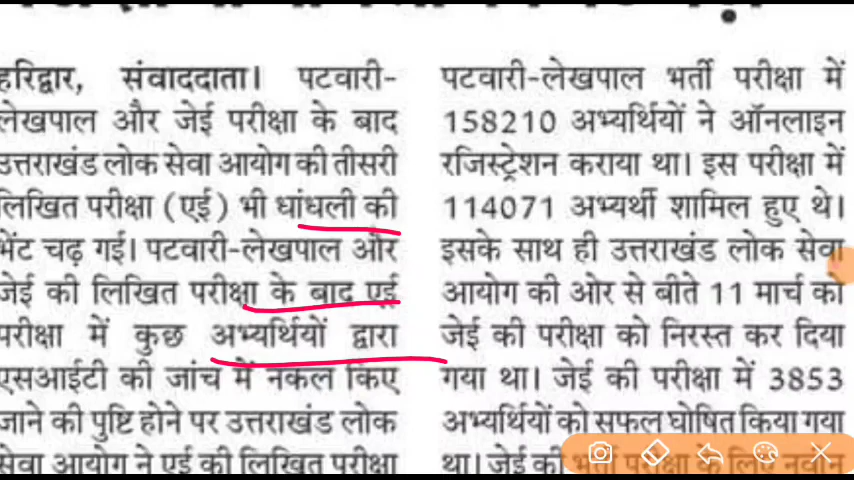 हरिद्वार, संवाददाता। पटवारी-
लेखपाल और जेई परीक्षा के बाद
उत्तराखंड लोक सेवा आयोग की तीसरी
लिखित परीक्षा (एई) भी धांधली की
भेंट चढ़ गई। पटवारी-लेखपाल और
जेई की लिखित परीक्षा के बाद एई
परीक्षा में कुछ अभ्यर्थियों द्वारा
एसआईटी की जांच में नकल किए
जाने की पुष्टि होने पर उत्तराखंड लोक
सेवा आयोग ने एई की लिखित परीक्षा
पटवारी-लेखपाल भर्ती परीक्षा में
158210 अभ्यर्थियों ने ऑनलाइन
रजिस्ट्रेशन कराया था। इस परीक्षा में
114071 अभ्यर्थी शामिल हुए थे।
इसके साथ ही उत्तराखंड लोक सेवा
आयोग की ओर से बीते 11 मार्च को
जेई की परीक्षा को निरस्त कर दिया
गया था। जेई की परीक्षा में 3853
अभ्यर्थियों को सफल घोषित किया गया
था। जेई की भर्ती परीक्षा के लिए नवीन